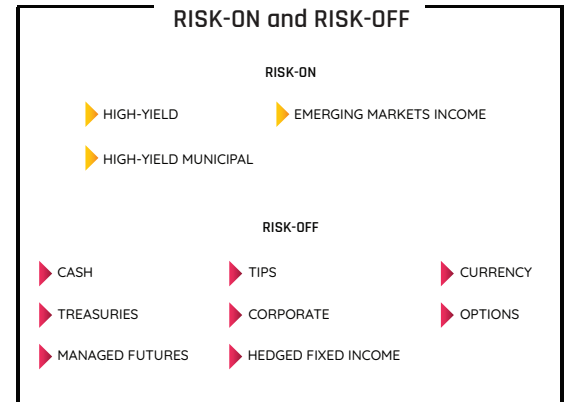 RISK-ON and RISK-OFF
RISK-ON
HIGH-YIELD EMERGING MARKETS INCOME
HIGH-YIELD MUNICIPAL
RISK-OFF
CASH TIPS CURRENCY
TREASURIES CORPORATE OPTIONS
MANAGED FUTURES HEDGED FIXED INCOME